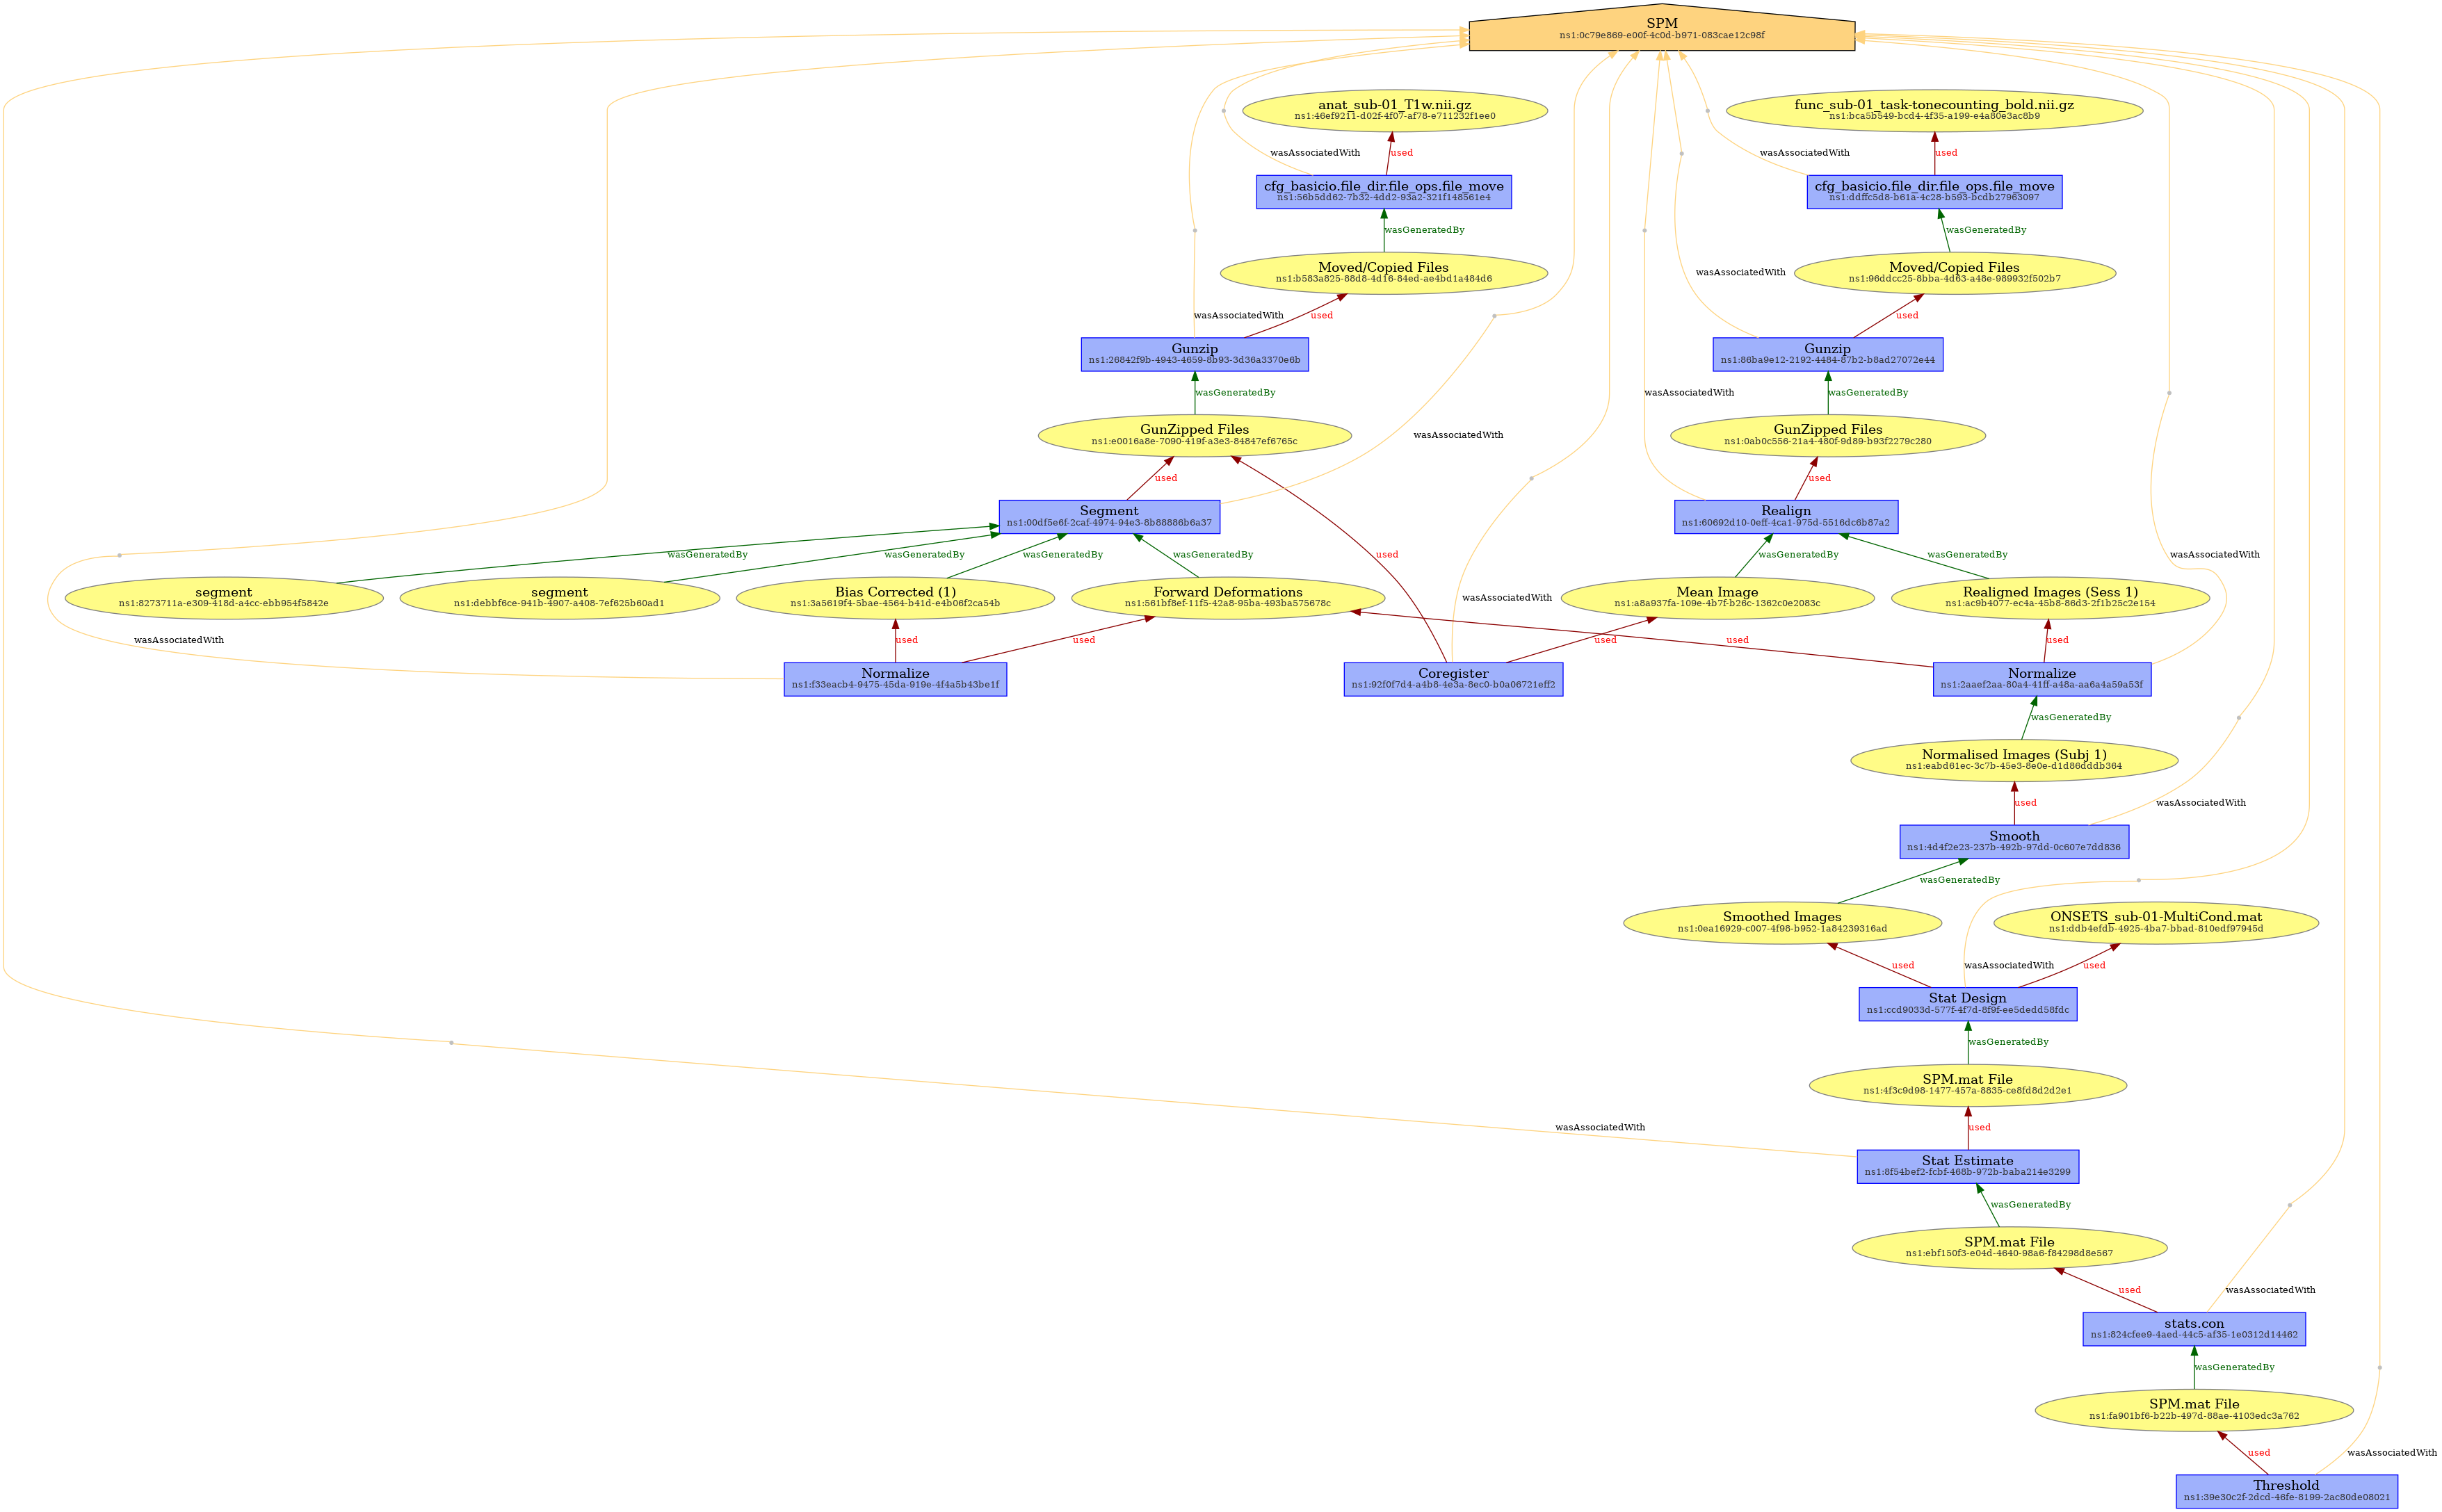 SPM
ns1:0c79e869-e00f-4c0d-b971-083cae12c98f
anat_sub-01_T1w.nii.gz
ns1:46ef9211-d02f-4f07-af78-e711232f1ee0
func_sub-01_task-tonecounting_bold.nii.gz
ns1:bca5b549-bcd4-4f35-a199-e4a80e3ac8b9
wasAssociatedWith
used
wasAssociatedWith
used
cfg_basicio.file_dir.file_ops.file_move
ns1:56b5dd62-7b32-4dd2-93a2-321f148561e4
cfg_basicio.file_dir.file_ops.file_move
ns1:ddffc5d8-b61a-4c28-b593-bcdb27963097
wasGeneratedBy
wasGeneratedBy
Moved/Copied Files
ns1:b583a825-88d8-4d16-84ed-ae4bd1a484d6
wasAssociatedWith
Moved/Copied Files
ns1:96ddcc25-8bba-4d63-a48e-989932f502b7
wasAssociatedWith
used
used
Gunzip
ns1:26842f9b-4943-4659-8b93-3d36a3370e6b
Gunzip
ns1:86ba9e12-2192-4484-87b2-b8ad27072e44
wasGeneratedBy
wasAssociatedWith
wasGeneratedBy
GunZipped Files
ns1:e0016a8e-7090-419f-a3e3-84847ef6765c
wasAssociatedWith
GunZipped Files
ns1:0ab0c556-21a4-480f-9d89-b93f2279c280
used
used
Segment
ns1:00df5e6f-2caf-4974-94e3-8b88886b6a37
Realign
ns1:60692d10-0eff-4ca1-975d-5516dc6b87a2
wasGeneratedBy
wasGeneratedBy
wasGeneratedBy
wasGeneratedBy
used
wasGeneratedBy
wasGeneratedBy
wasAssociatedWith
segment
ns1:8273711a-e309-418d-a4cc-ebb954f5842e
segment
ns1:debbf6ce-941b-4907-a408-7ef625b60ad1
Bias Corrected (1)
ns1:3a5619f4-5bae-4564-b41d-e4b06f2ca54b
Forward Deformations
ns1:561bf8ef-11f5-42a8-95ba-493ba575678c
wasAssociatedWith
Mean Image
ns1:a8a937fa-109e-4b7f-b26c-1362c0e2083c
Realigned Images (Sess 1)
ns1:ac9b4077-ec4a-45b8-86d3-2f1b25c2e154
wasAssociatedWith
used
used
used
used
used
Normalize
ns1:f33eacb4-9475-45da-919e-4f4a5b43be1f
Coregister
ns1:92f0f7d4-a4b8-4e3a-8ec0-b0a06721eff2
Normalize
ns1:2aaef2aa-80a4-41ff-a48a-aa6a4a59a53f
wasGeneratedBy
Normalised Images (Subj 1)
ns1:eabd61ec-3c7b-45e3-8e0e-d1d86dddb364
used
wasAssociatedWith
Smooth
ns1:4d4f2e23-237b-492b-97dd-0c607e7dd836
wasGeneratedBy
Smoothed Images
ns1:0ea16929-c007-4f98-b952-1a84239316ad
ONSETS_sub-01-MultiCond.mat
ns1:ddb4efdb-4925-4ba7-bbad-810edf97945d
used
wasAssociatedWith
used
Stat Design
ns1:ccd9033d-577f-4f7d-8f9f-ee5dedd58fdc
wasGeneratedBy
SPM.mat File
ns1:4f3c9d98-1477-457a-8835-ce8fd8d2d2e1
wasAssociatedWith
used
Stat Estimate
ns1:8f54bef2-fcbf-468b-972b-baba214e3299
wasGeneratedBy
SPM.mat File
ns1:ebf150f3-e04d-4640-98a6-f84298d8e567
used
wasAssociatedWith
stats.con
ns1:824cfee9-4aed-44c5-af35-1e0312d14462
wasGeneratedBy
SPM.mat File
ns1:fa901bf6-b22b-497d-88ae-4103edc3a762
used
wasAssociatedWith
Threshold
ns1:39e30c2f-2dcd-46fe-8199-2ac80de08021